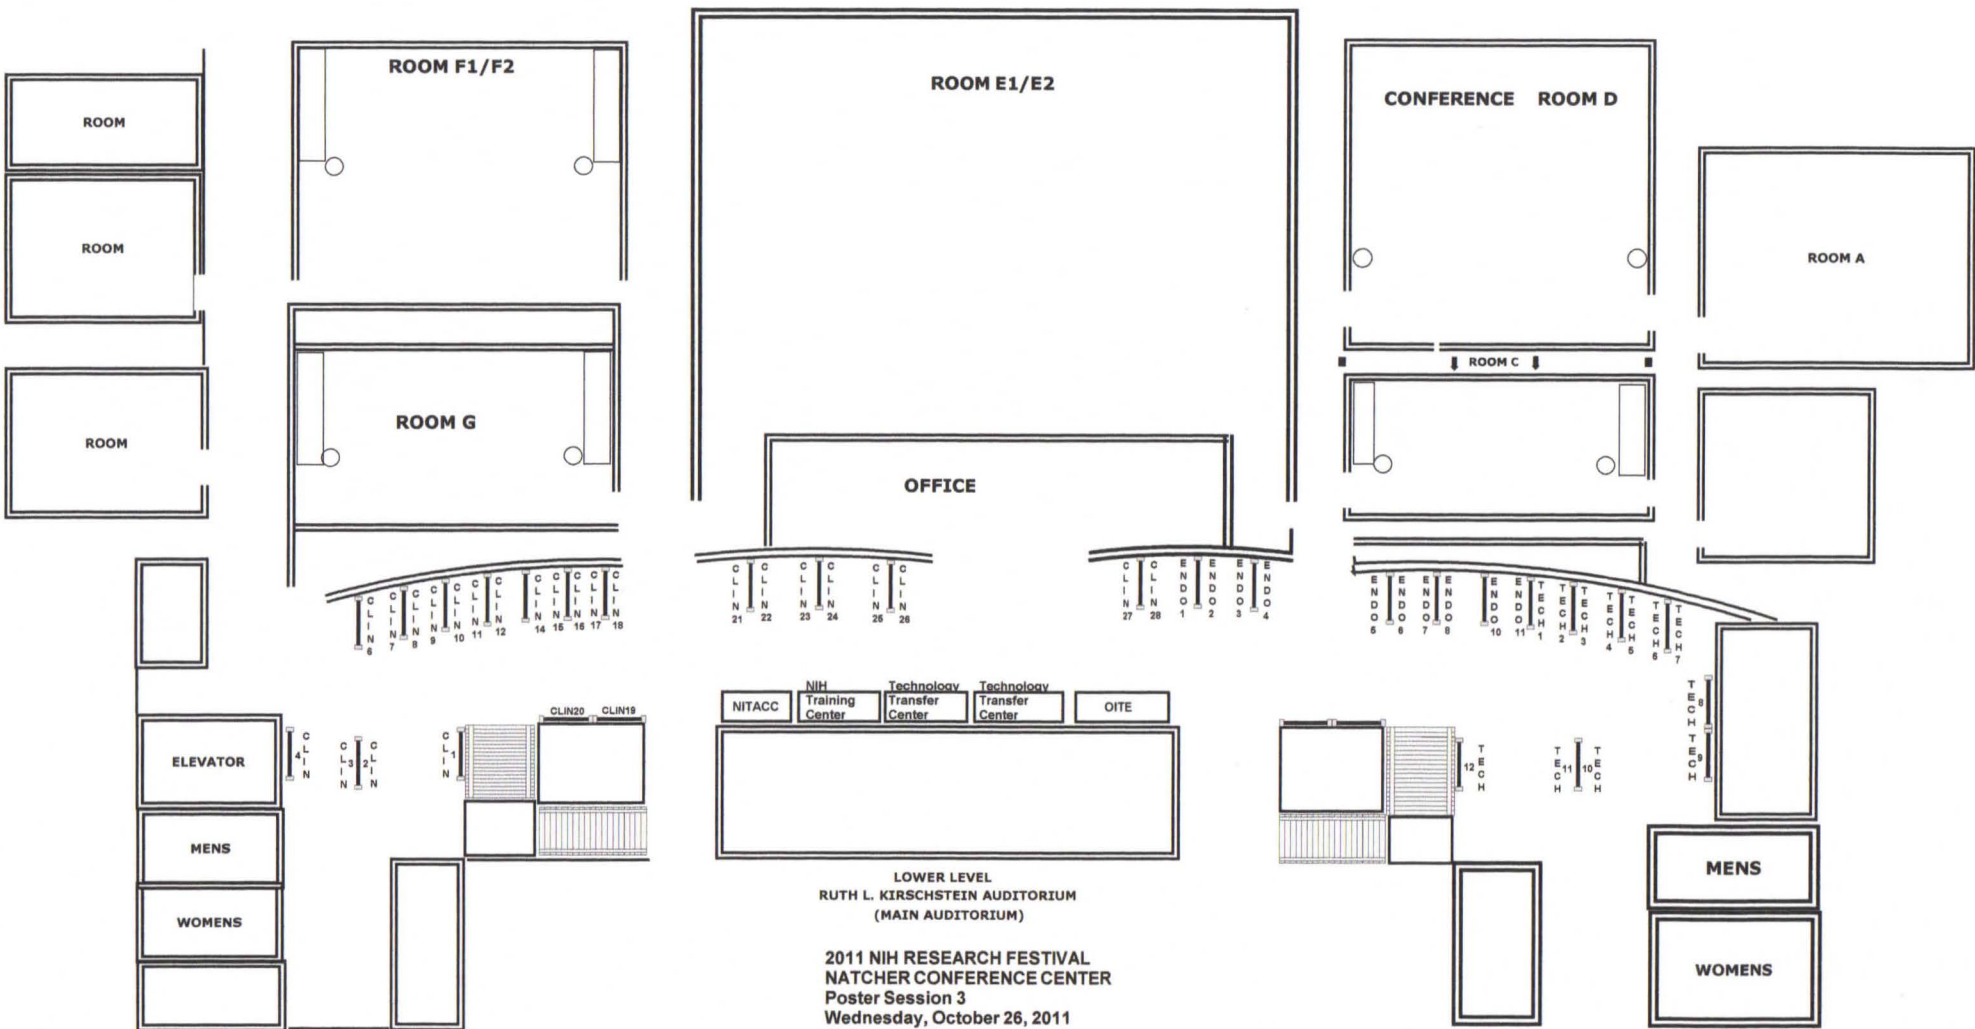 ROOM F1/F2
ROOM E1/E2
CONFERENCE ROOM D
ROOM
ROOM
ROOM A
ROOM C
ROOM G
ROOM
OFFICE
CLIN 6
CLIN 7
CLIN 8
CLIN 9
CLIN 10
CLIN 11
CLIN 12
CLIN 14
CLIN 15
CLIN 16
CLIN 17
CLIN 18
CLIN 21
CLIN 22
CLIN 23
CLIN 24
CLIN 25
CLIN 26
CLIN 27
CLIN 28
ENDO 1
ENDO 2
ENDO 3
ENDO 4
ENDO 5
ENDO 6
ENDO 7
ENDO 8
ENDO 10
ENDO 11
TECH 1
TECH 2
TECH 3
TECH 4
TECH 5
TECH 6
TECH 7
TECH 8
TECH 9
NITACC
NIH Training Center
Technology Transfer Center
Technology Transfer Center
OITE
CLIN20 CLIN19
ELEVATOR
4 CLIN
CLIN 3
2 CLIN
CLIN 1
12 TECH
TECH 11
10 TECH
MENS
WOMENS
MENS
WOMENS
LOWER LEVEL
RUTH L. KIRSCHSTEIN AUDITORIUM
(MAIN AUDITORIUM)
2011 NIH RESEARCH FESTIVAL
NATCHER CONFERENCE CENTER
Poster Session 3
Wednesday, October 26, 2011